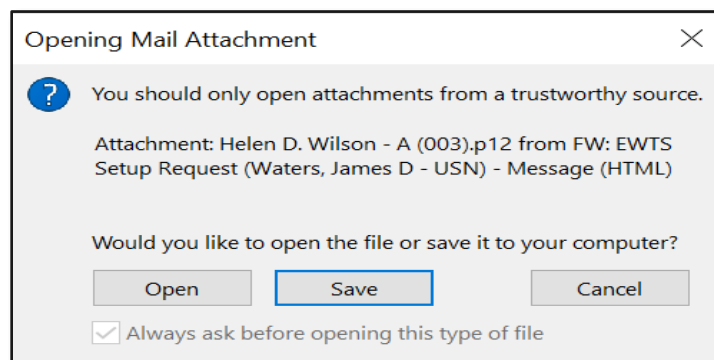 Opening Mail Attachment
?
You should only open attachments from a trustworthy source.
Attachment: Helen D. Wilson - A (003).p12 from FW: EWTS
Setup Request (Waters, James D - USN) - Message (HTML)
Would you like to open the file or save it to your computer?
Open Save Cancel
Always ask before opening this type of file